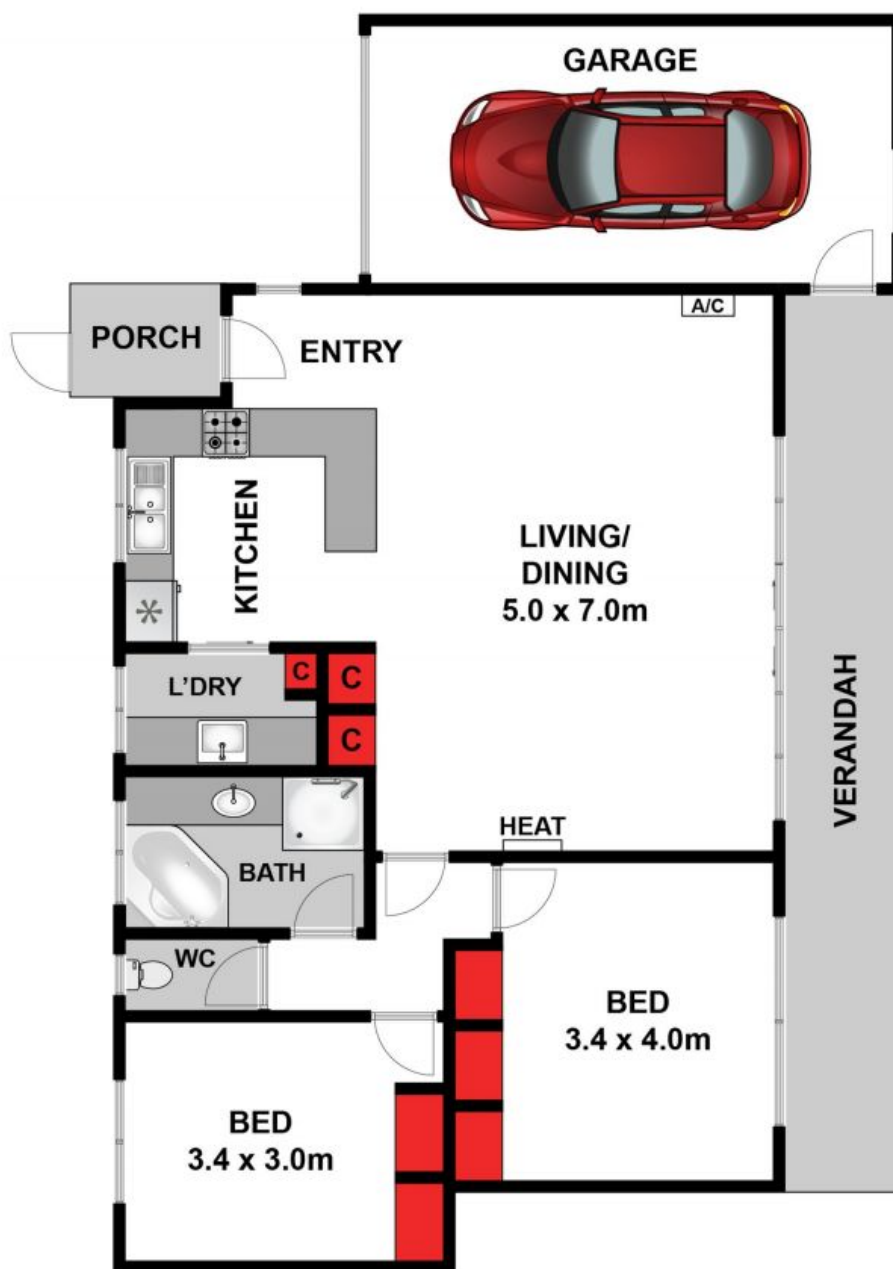 GARAGE
A/C
PORCH
ENTRY
KITCHEN
LIVING/
DINING
5.0 x 7.0m
L'DRY
C
C
C
VERANDAH
HEAT
BATH
WC
BED
3.4 x 4.0m
BED
3.4 x 3.0m